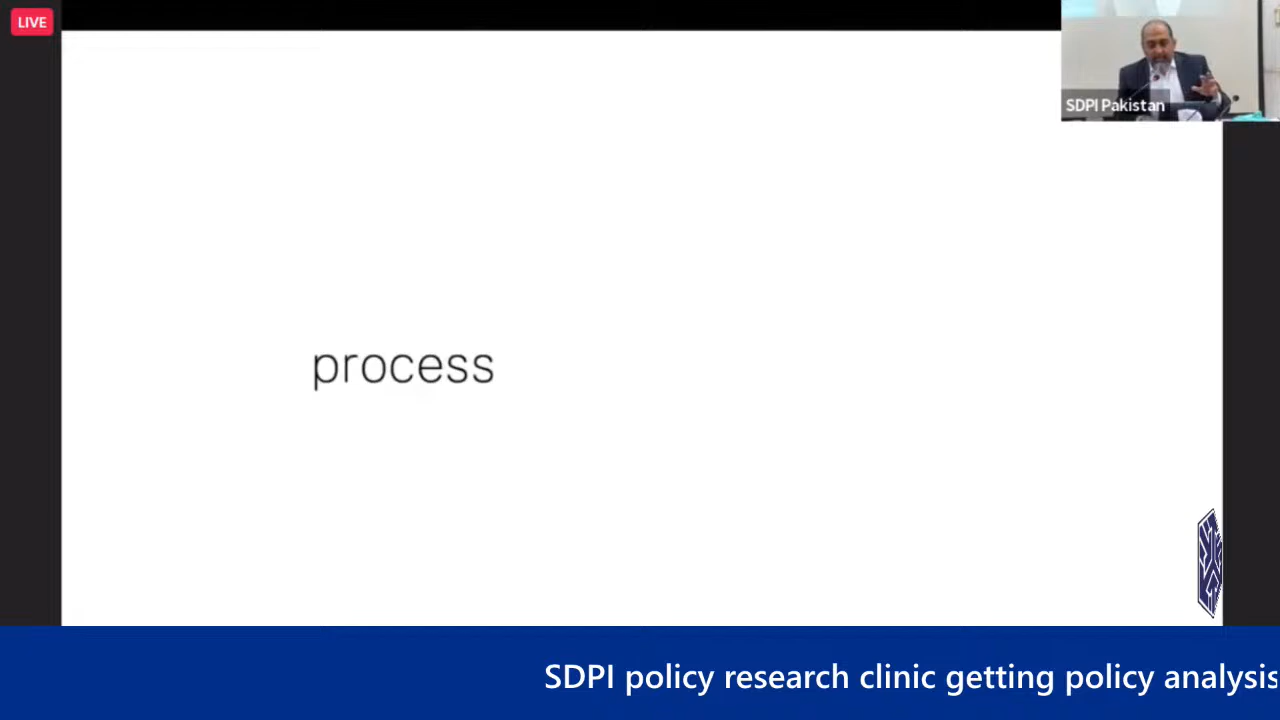 LIVE
SDPI Pakistan
process
SDPI policy research clinic getting policy analysis